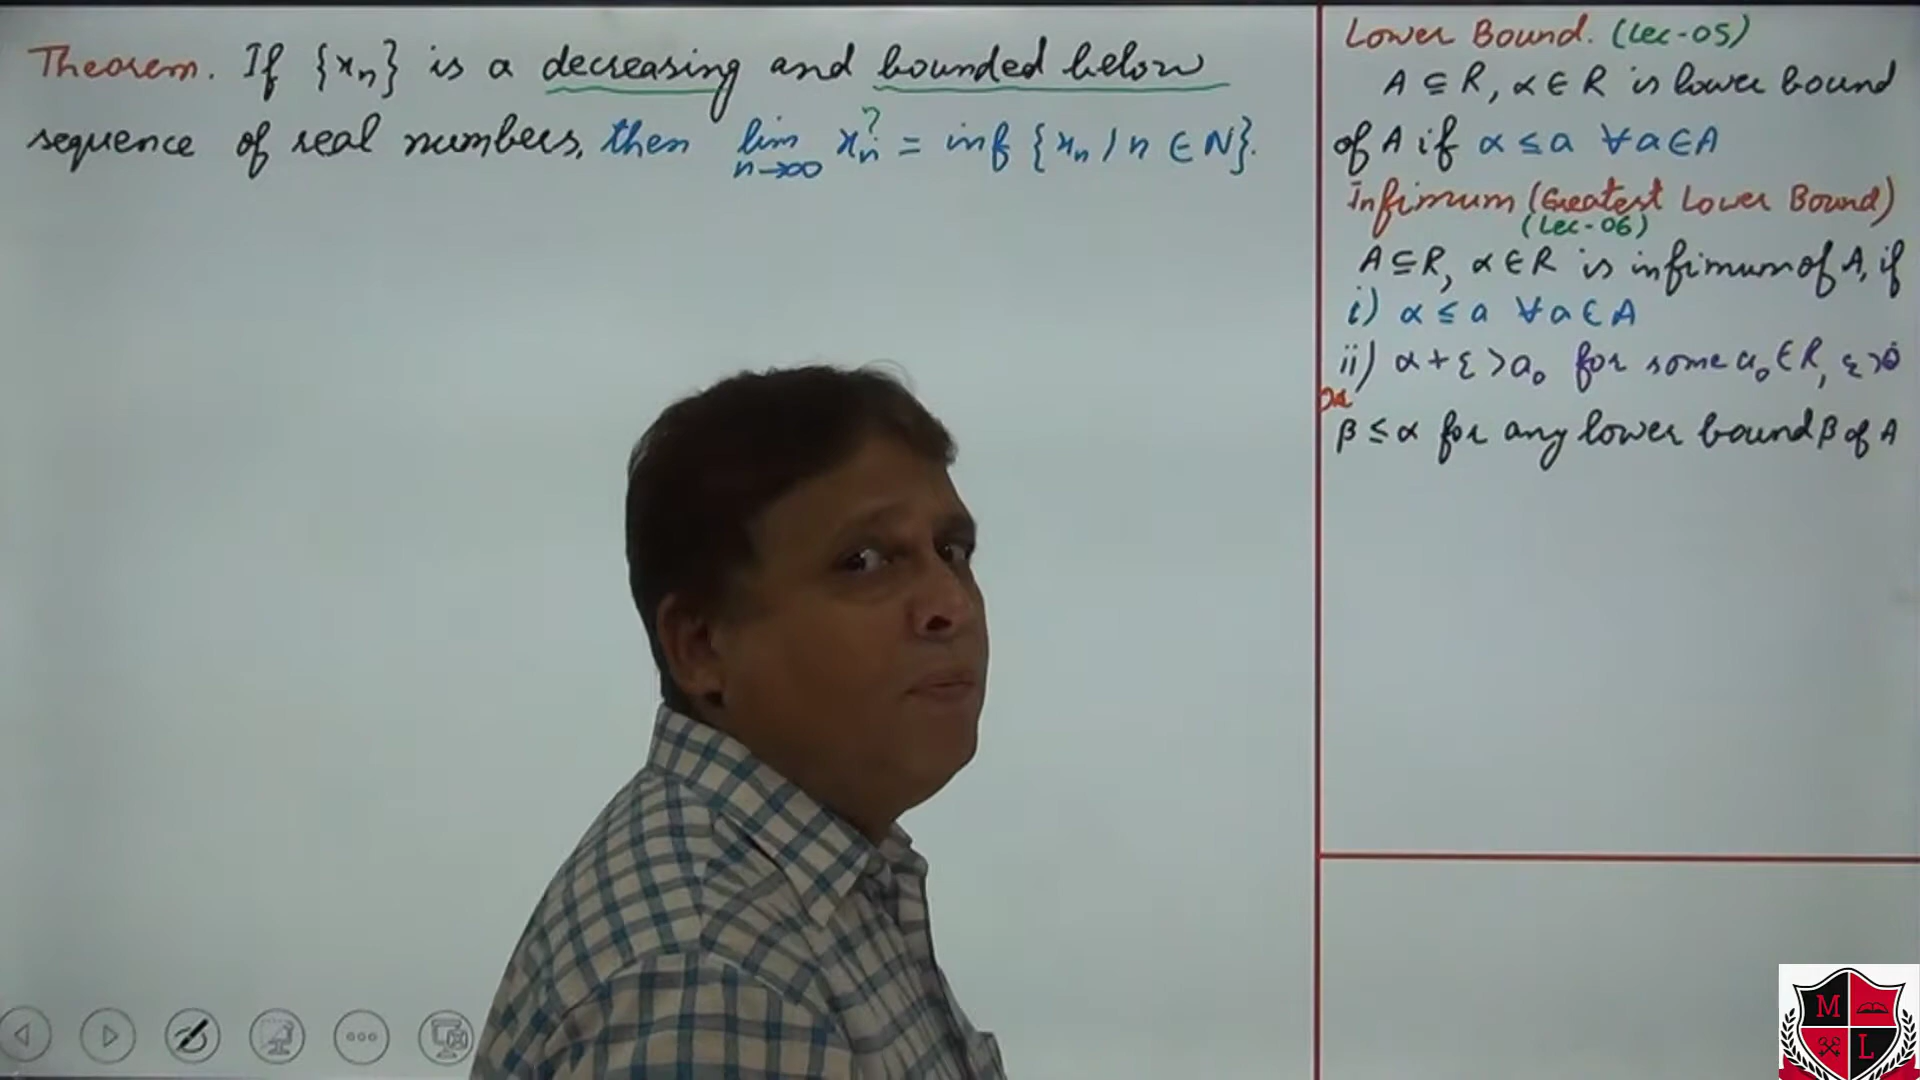 Theorem. If {xₙ} is a decreasing and bounded below
sequence of real numbers, then lim xₙ? = inf {xₙ / n ∈ N}.
n→∞
Lower Bound. (Lec-05)
A ⊆ R, α ∈ R is lower bound
of A if α ≤ a ∀ a ∈ A
Infimum (Greatest Lower Bound)
(Lec-06)
A ⊆ R, α ∈ R is infimum of A, if
i) α ≤ a ∀ a ∈ A
ii) α + ε > a₀ for some a₀ ∈ R, ε > 0
Or
β ≤ α for any lower bound β of A
M
L